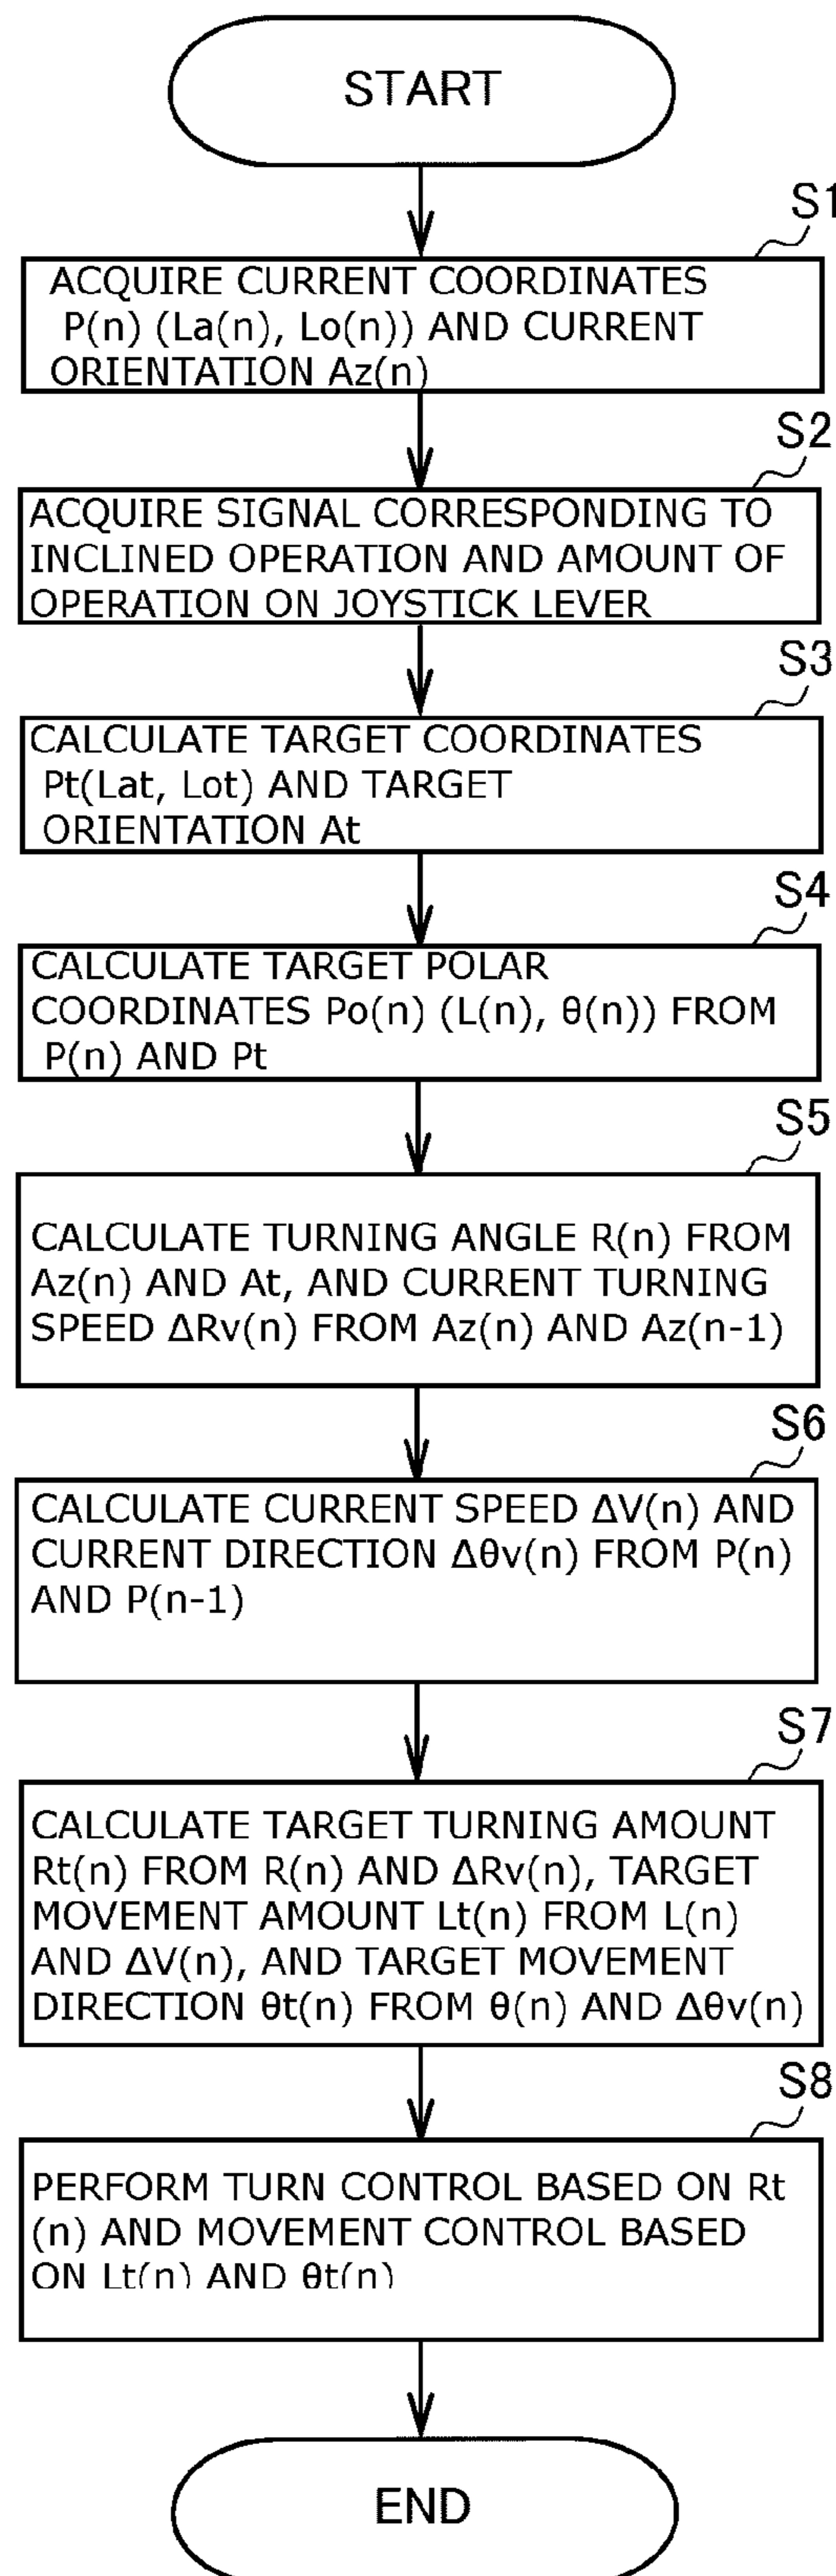 START
S1
ACQUIRE CURRENT COORDINATES
P(n) (La(n), Lo(n)) AND CURRENT
ORIENTATION Az(n)
S2
ACQUIRE SIGNAL CORRESPONDING TO
INCLINED OPERATION AND AMOUNT OF
OPERATION ON JOYSTICK LEVER
S3
CALCULATE TARGET COORDINATES
Pt(Lat, Lot) AND TARGET
ORIENTATION At
S4
CALCULATE TARGET POLAR
COORDINATES Po(n) (L(n), θ(n)) FROM
P(n) AND Pt
S5
CALCULATE TURNING ANGLE R(n) FROM
Az(n) AND At, AND CURRENT TURNING
SPEED ΔRv(n) FROM Az(n) AND Az(n-1)
S6
CALCULATE CURRENT SPEED ΔV(n) AND
CURRENT DIRECTION Δθv(n) FROM P(n)
AND P(n-1)
S7
CALCULATE TARGET TURNING AMOUNT
Rt(n) FROM R(n) AND ΔRv(n), TARGET
MOVEMENT AMOUNT Lt(n) FROM L(n)
AND ΔV(n), AND TARGET MOVEMENT
DIRECTION θt(n) FROM θ(n) AND Δθv(n)
S8
PERFORM TURN CONTROL BASED ON Rt
(n) AND MOVEMENT CONTROL BASED
ON Lt(n) AND θt(n)
END